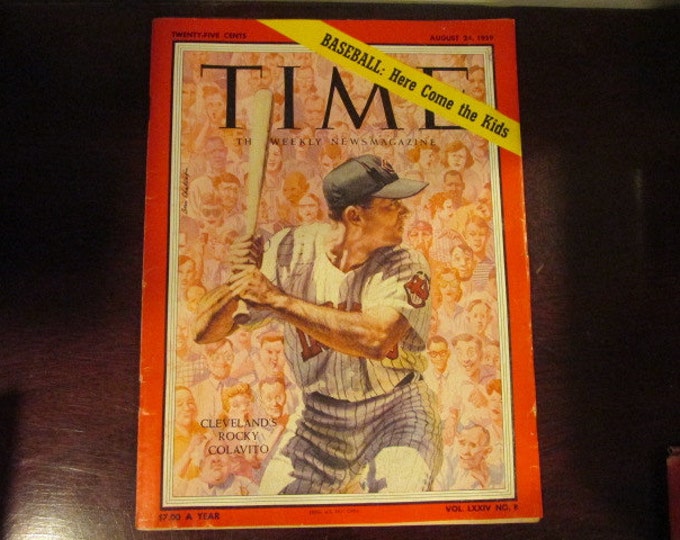 TWENTY-FIVE CENTS
AUGUST 24, 1959
BASEBALL: Here Come the Kids
TIME
THE WEEKLY NEWSMAGAZINE
CLEVELAND'S
ROCKY
COLAVITO
$7.00 A YEAR
VOL. LXXIV NO. 8